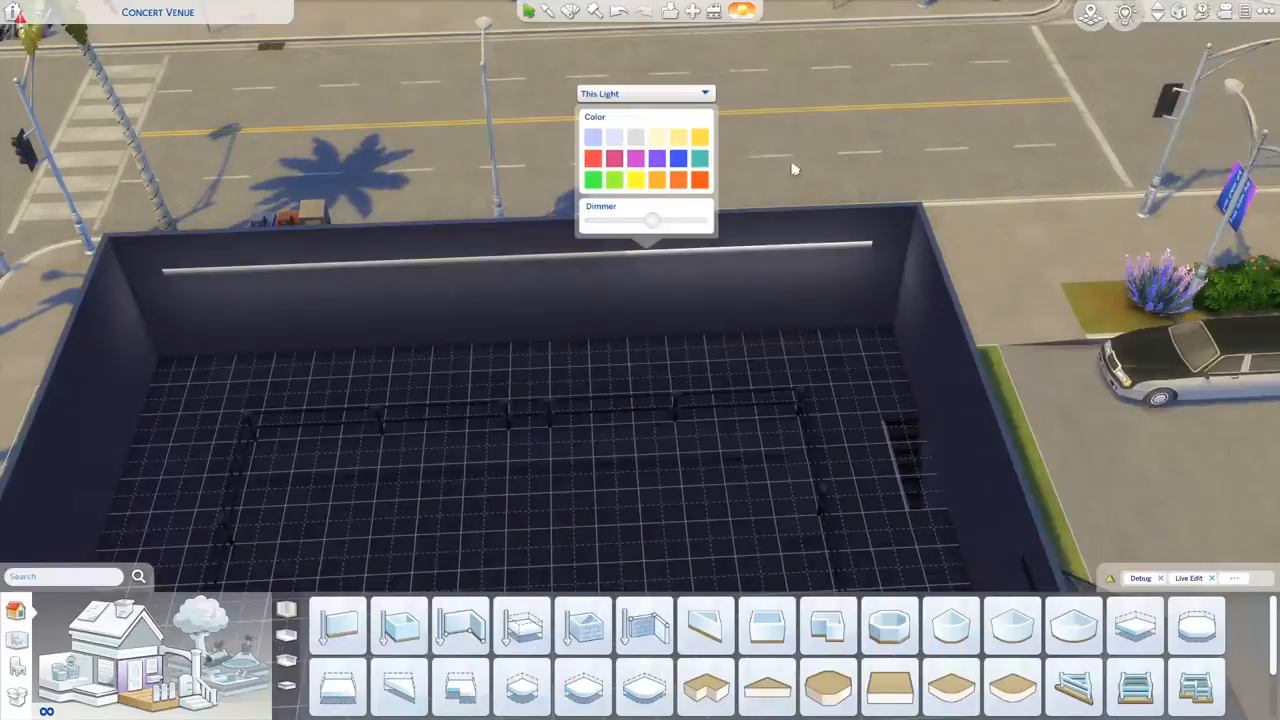 CONCERT VENUE
This Light
Color
Dimmer
Search
Debug
Live Edit